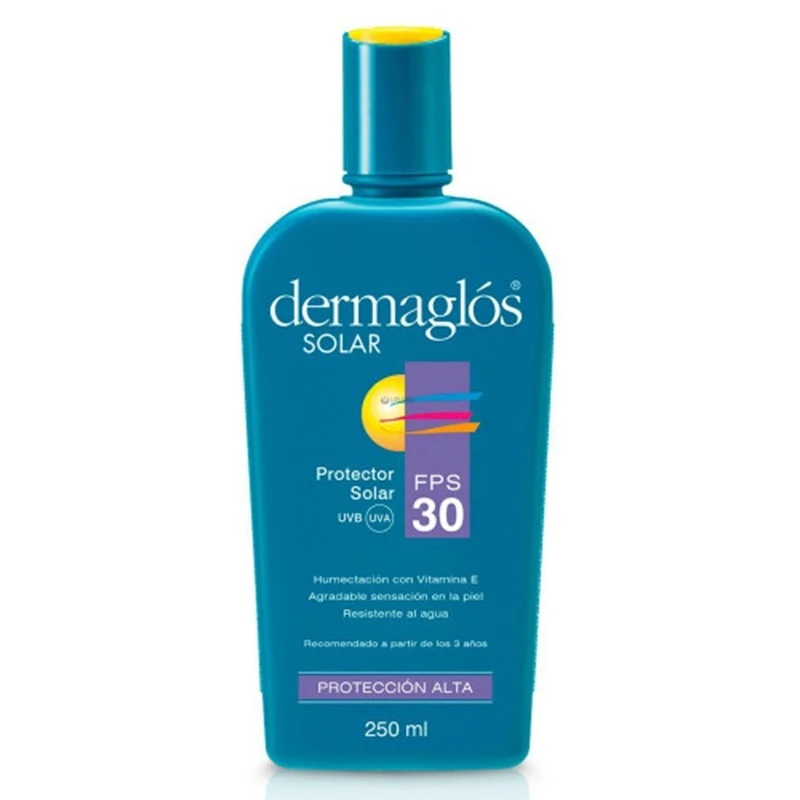 dermaglós®
SOLAR
Protector
Solar
UVB UVA
FPS
30
Humectación con Vitamina E
Agradable sensación en la piel
Resistente al agua
Recomendado a partir de los 3 años
PROTECCIÓN ALTA
250 ml